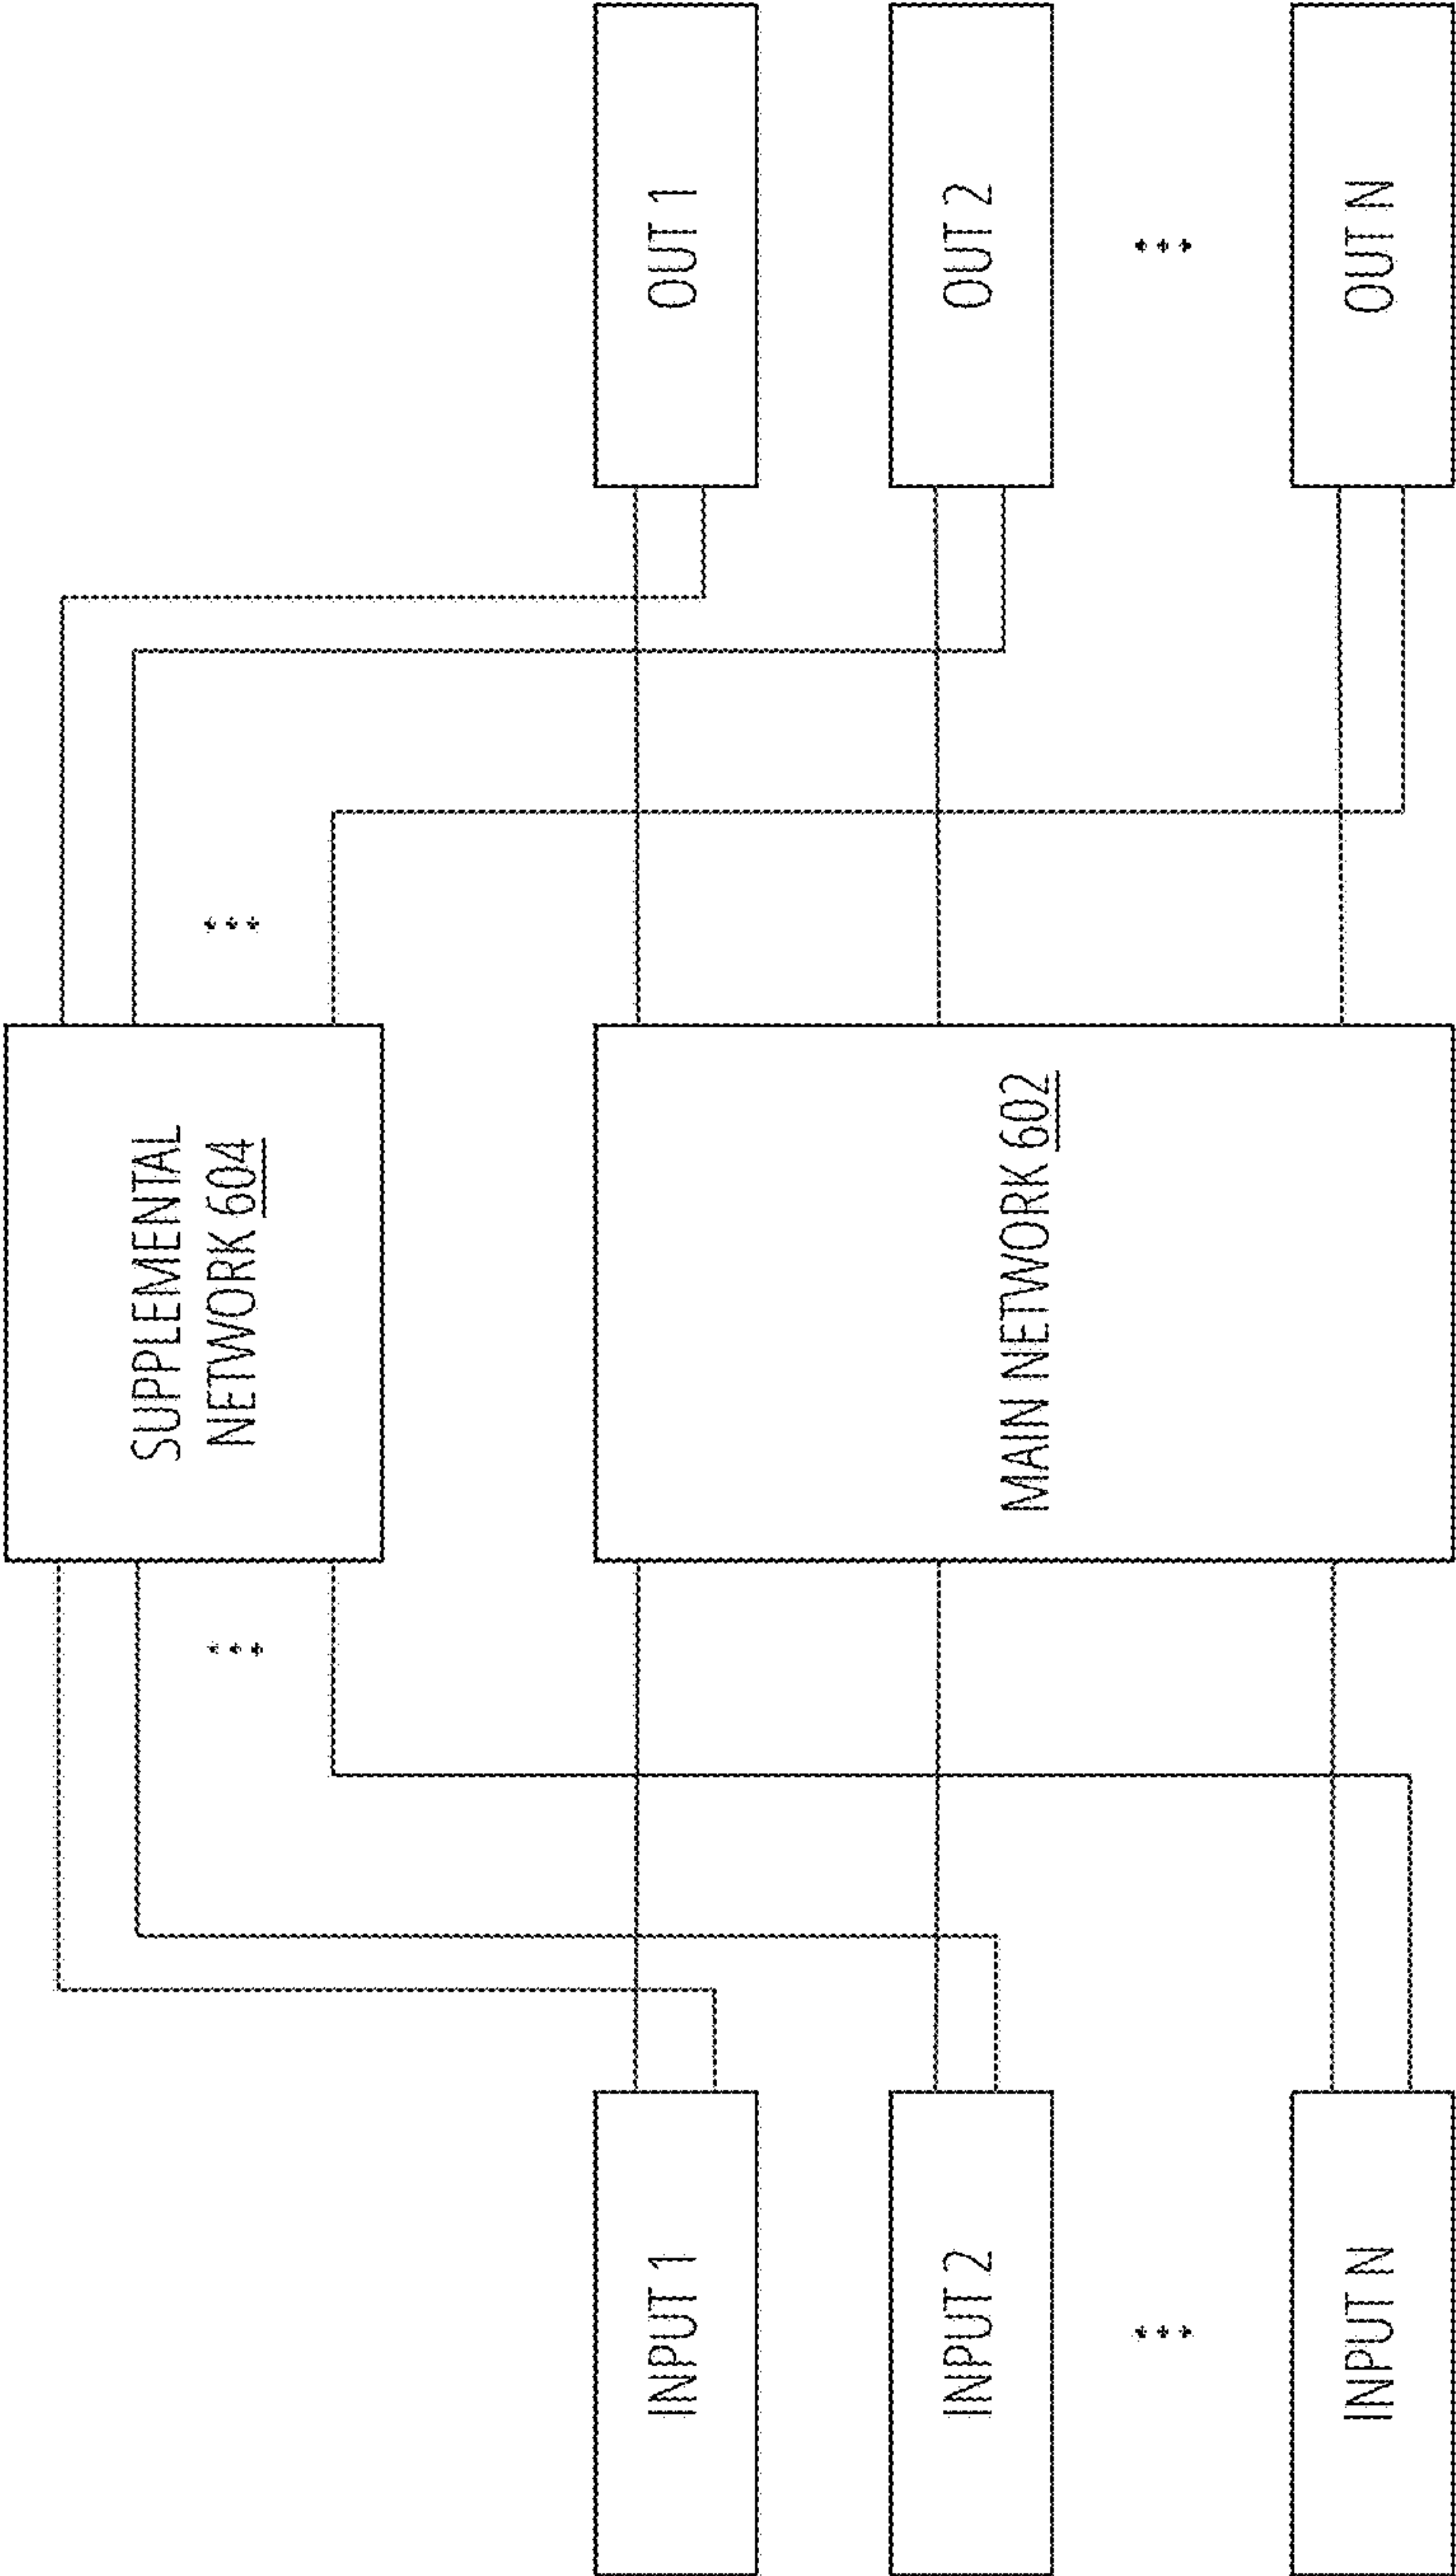 SUPPLEMENTAL
NETWORK 604
INPUT 1
MAIN NETWORK 602
OUT 1
INPUT 2
OUT 2
INPUT N
OUT N